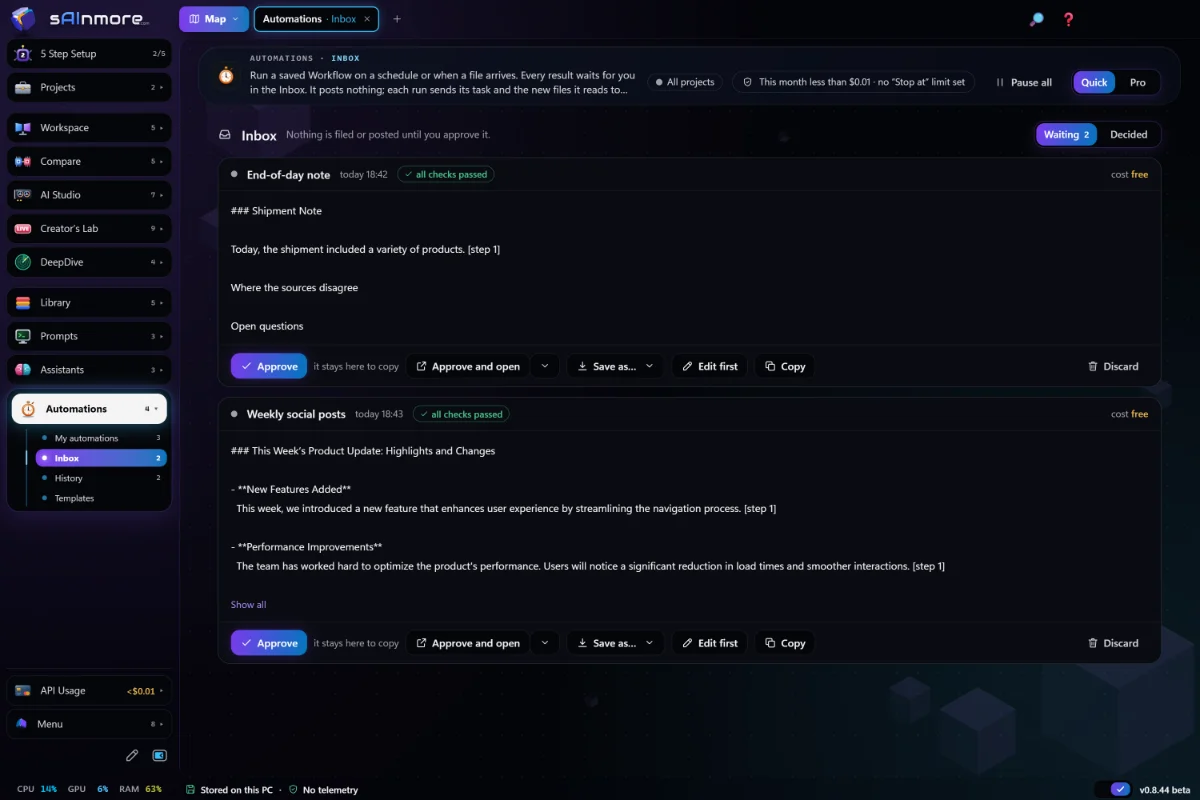 sAInmore.com
Map
Automations · Inbox ×
+
?
5 Step Setup 2/5
Projects 2
Workspace 5
Compare 5
AI Studio 7
LIVE Creator's Lab 9
DeepDive 4
Library 5
Prompts 3
Assistants 3
Automations 4
My automations 3
Inbox 2
History 2
Templates
API Usage <$0.01
Menu 8
CPU 14% GPU 6% RAM 63%
AUTOMATIONS · INBOX
Run a saved Workflow on a schedule or when a file arrives. Every result waits for you
in the Inbox. It posts nothing; each run sends its task and the new files it reads to...
All projects
This month less than $0.01 · no "Stop at" limit set
Pause all
Quick
Pro
Inbox Nothing is filed or posted until you approve it.
Waiting 2
Decided
End-of-day note today 18:42 all checks passed cost free
### Shipment Note
Today, the shipment included a variety of products. [step 1]
Where the sources disagree
Open questions
Approve it stays here to copy Approve and open Save as... Edit first Copy Discard
Weekly social posts today 18:43 all checks passed cost free
### This Week's Product Update: Highlights and Changes
- **New Features Added**
This week, we introduced a new feature that enhances user experience by streamlining the navigation process. [step 1]
- **Performance Improvements**
The team has worked hard to optimize the product's performance. Users will notice a significant reduction in load times and smoother interactions. [step 1]
Show all
Approve it stays here to copy Approve and open Save as... Edit first Copy Discard
Stored on this PC · No telemetry
v0.8.44 beta